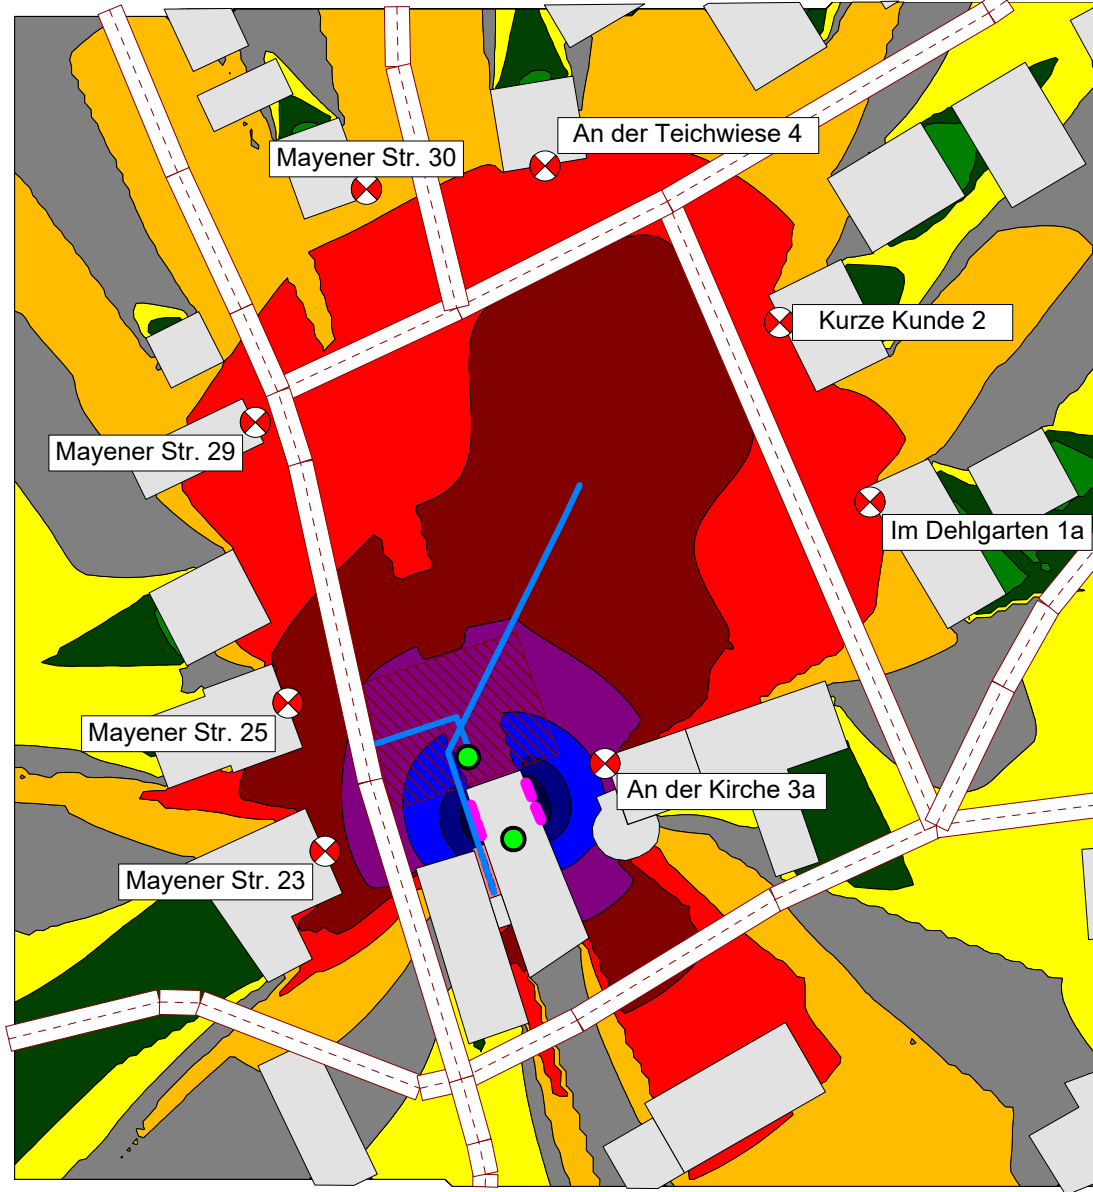 An der Teichwiese 4
Mayener Str. 30
Kurze Kunde 2
Mayener Str. 29
Im Dehlgarten 1a
Mayener Str. 25
An der Kirche 3a
Mayener Str. 23